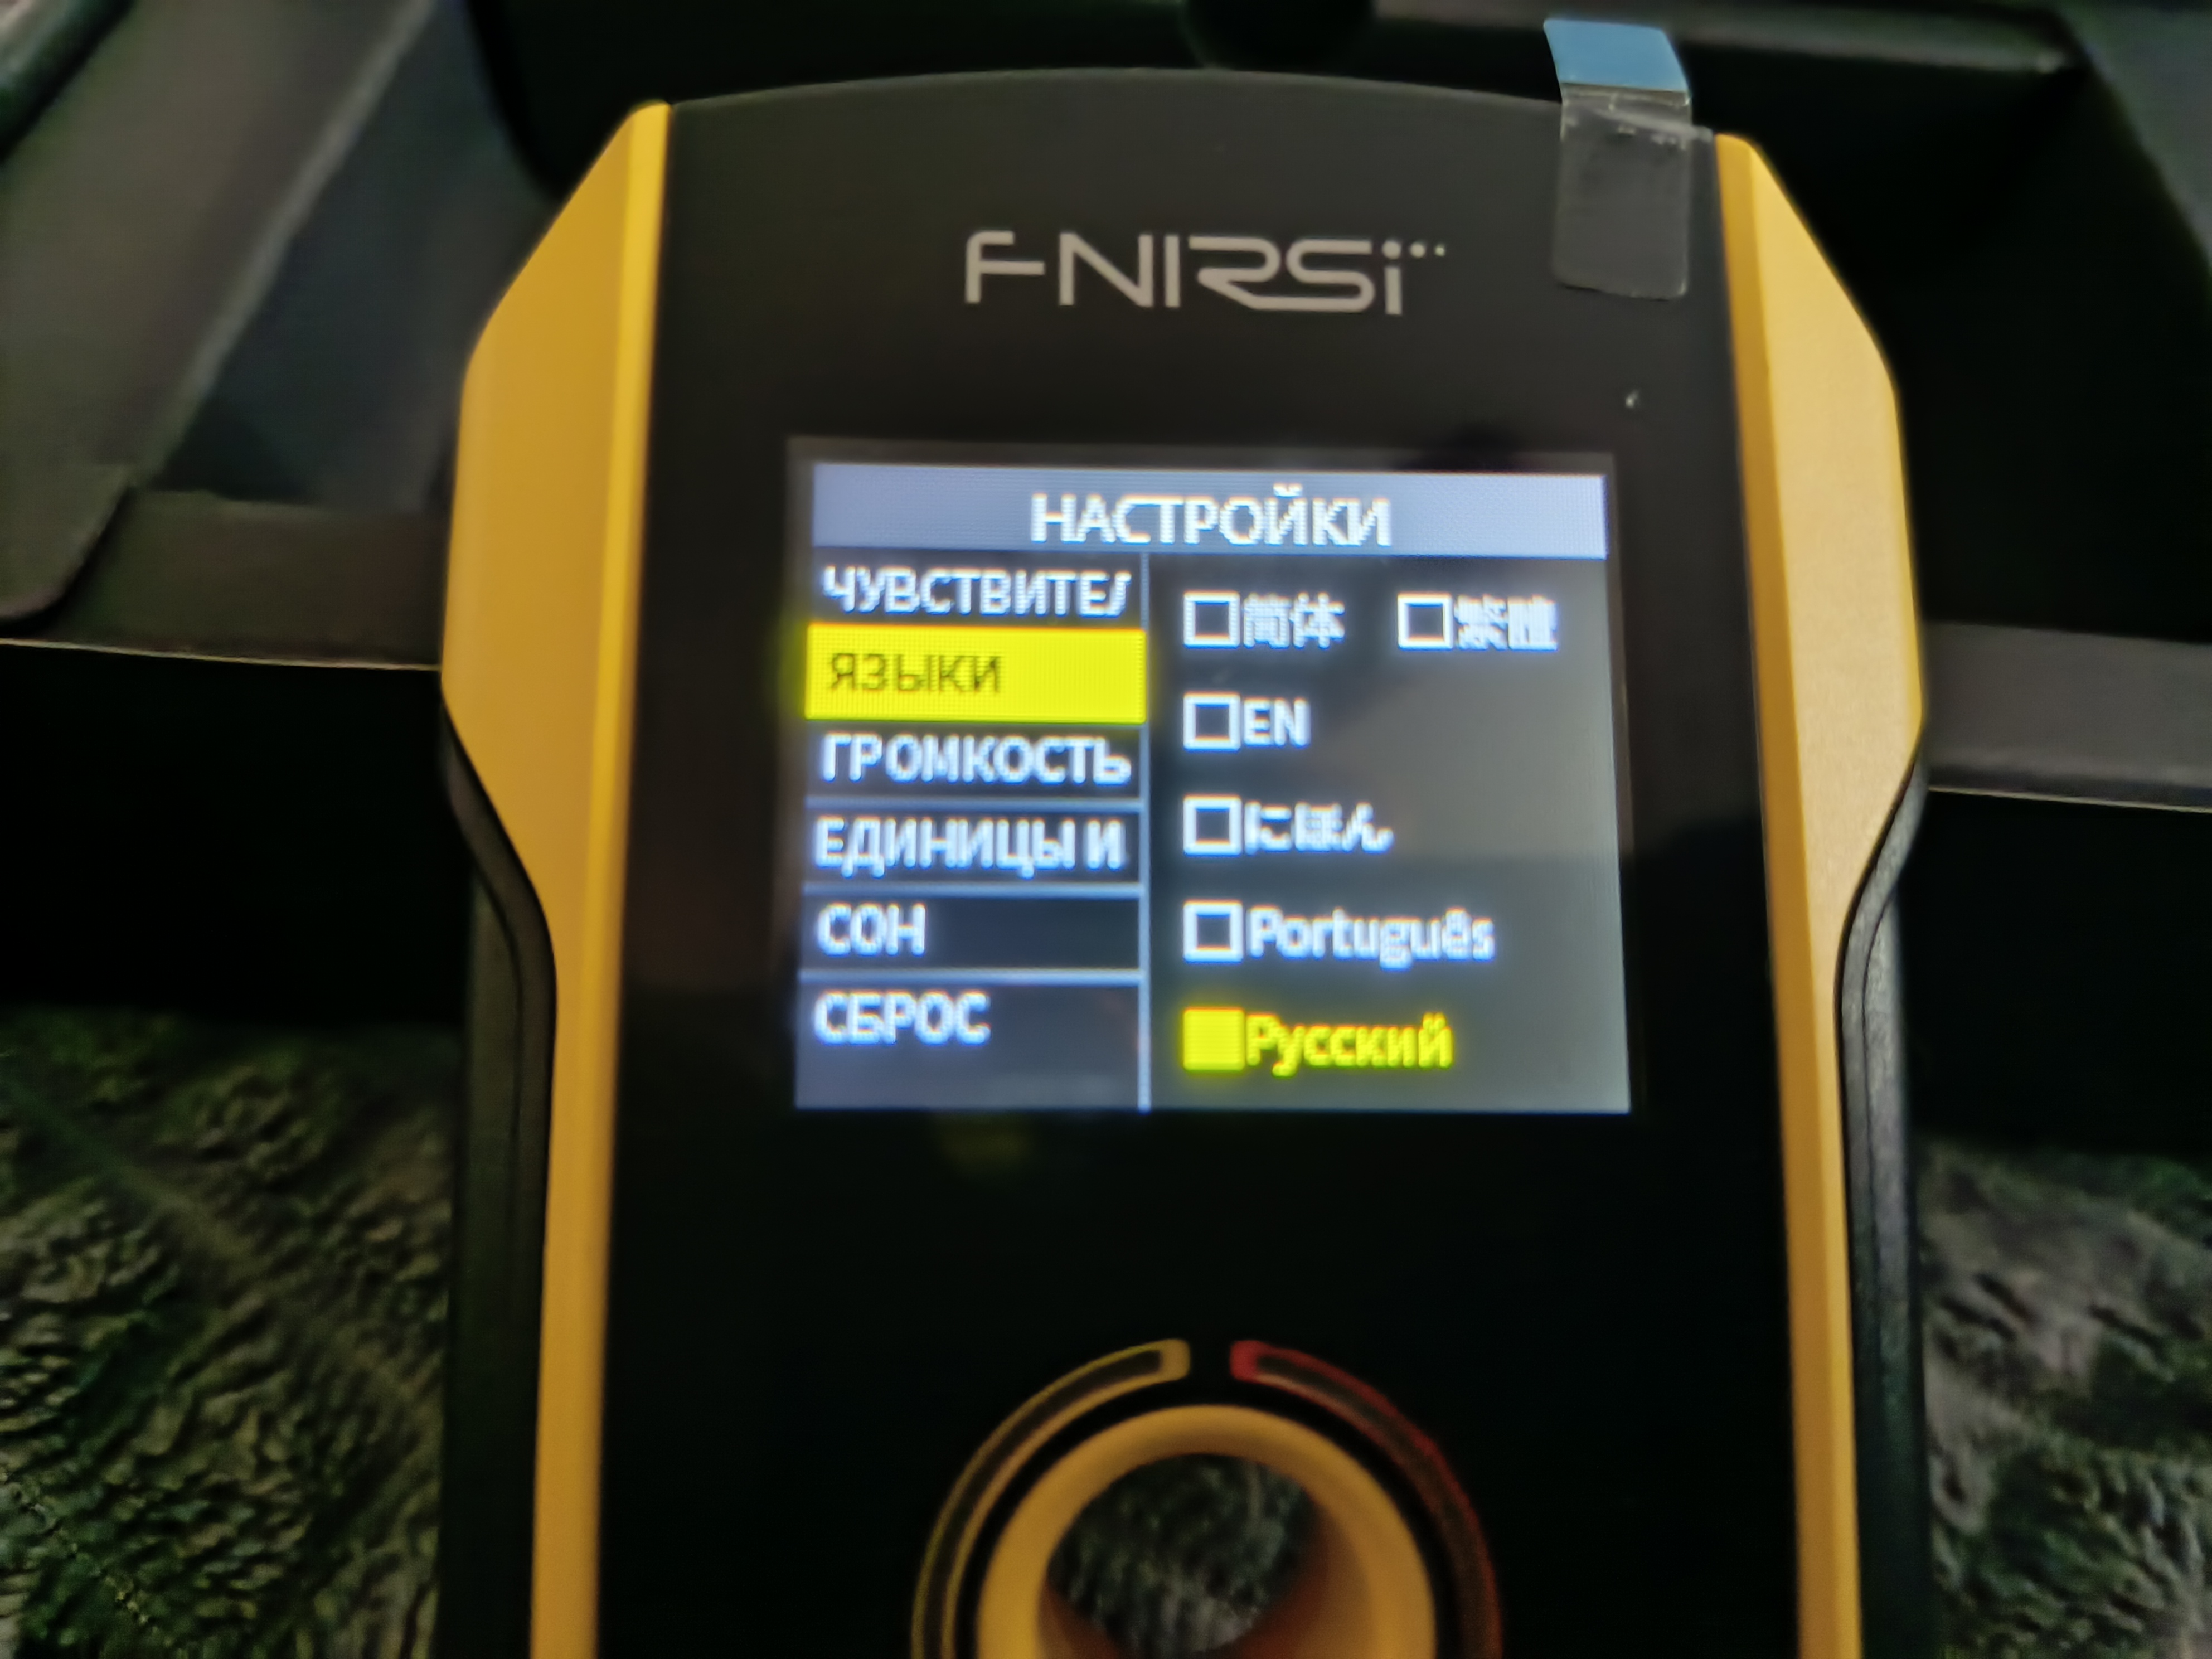 FNIRSI
НАСТРОЙКИ
ЧУВСТВИТЕЛ
ЯЗЫКИ
ГРОМКОСТЬ
ЕДИНИЦЫ И
СОН
СБРОС
简体 繁體
EN
にほん
Português
Русский